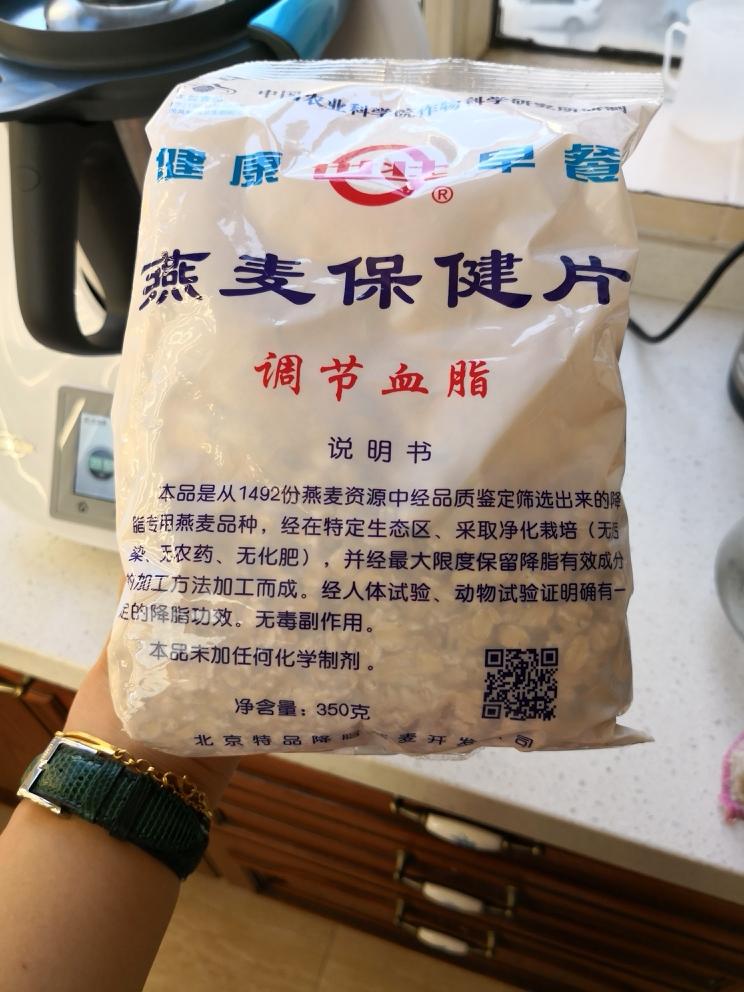 中国农业科学院作物科学研究所研制
健康 世壮® 早餐
燕麦保健片
调节血脂
说明书
本品是从1492份燕麦资源中经品质鉴定筛选出来的降
脂专用燕麦品种，经在特定生态区、采取净化栽培（无污
染、无农药、无化肥），并经最大限度保留降脂有效成分
的加工方法加工而成。经人体试验、动物试验证明确有一
定的降脂功效。无毒副作用。
本品未加任何化学制剂。
净含量：350克
北京特品降脂燕麦开发公司